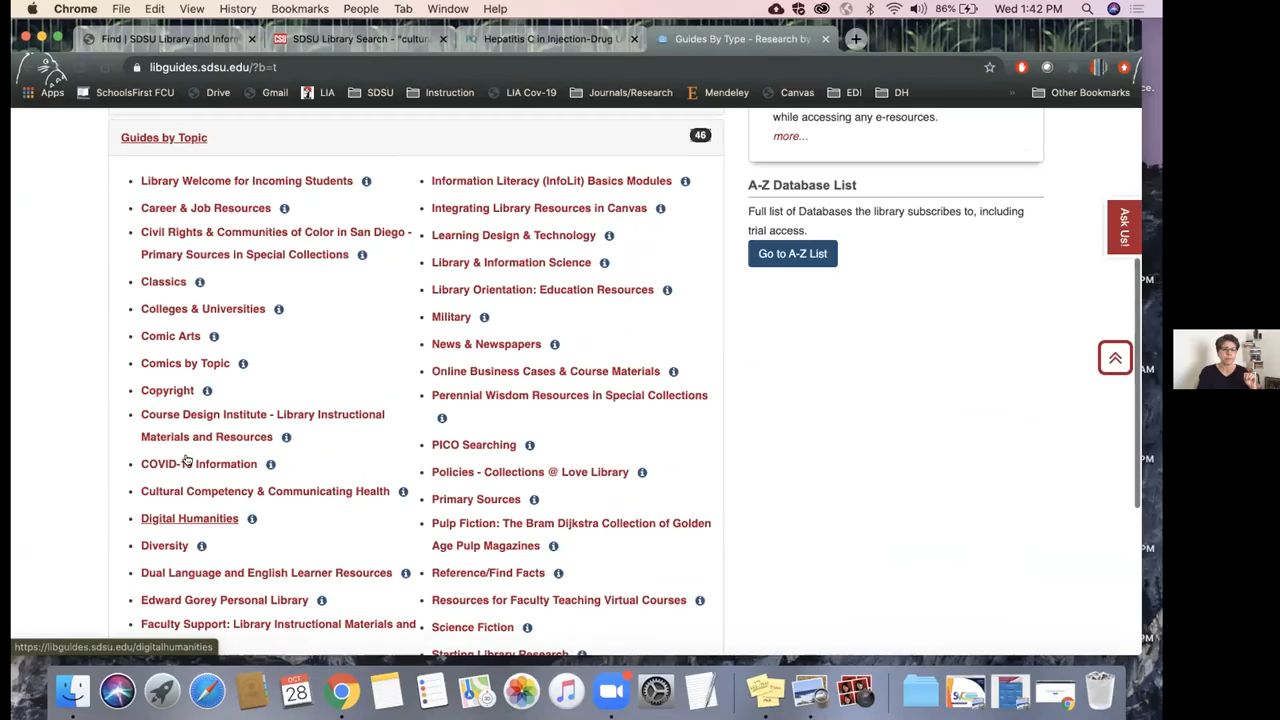 Chrome File Edit View History Bookmarks People Tab Window Help 86% Wed 1:42 PM
Find | SDSU Library and Inform SDSU Library Search - "cultur Hepatitis C in Injection-Drug U Guides By Type - Research by
libguides.sdsu.edu/?b=t
Apps SchoolsFirst FCU Drive Gmail LIA SDSU Instruction LIA Cov-19 Journals/Research Mendeley Canvas EDI DH » Other Bookmarks
Guides by Topic 46
Library Welcome for Incoming Students
Career & Job Resources
Civil Rights & Communities of Color in San Diego -
Primary Sources in Special Collections
Classics
Colleges & Universities
Comic Arts
Comics by Topic
Copyright
Course Design Institute - Library Instructional
Materials and Resources
COVID-19 Information
Cultural Competency & Communicating Health
Digital Humanities
Diversity
Dual Language and English Learner Resources
Edward Gorey Personal Library
Faculty Support: Library Instructional Materials and
Information Literacy (InfoLit) Basics Modules
Integrating Library Resources in Canvas
Learning Design & Technology
Library & Information Science
Library Orientation: Education Resources
Military
News & Newspapers
Online Business Cases & Course Materials
Perennial Wisdom Resources in Special Collections
PICO Searching
Policies - Collections @ Love Library
Primary Sources
Pulp Fiction: The Bram Dijkstra Collection of Golden
Age Pulp Magazines
Reference/Find Facts
Resources for Faculty Teaching Virtual Courses
Science Fiction
Starting Library Research
while accessing any e-resources.
more...
A-Z Database List
Full list of Databases the library subscribes to, including
trial access.
Go to A-Z List
Ask Us!
https://libguides.sdsu.edu/digitalhumanities
OCT
28